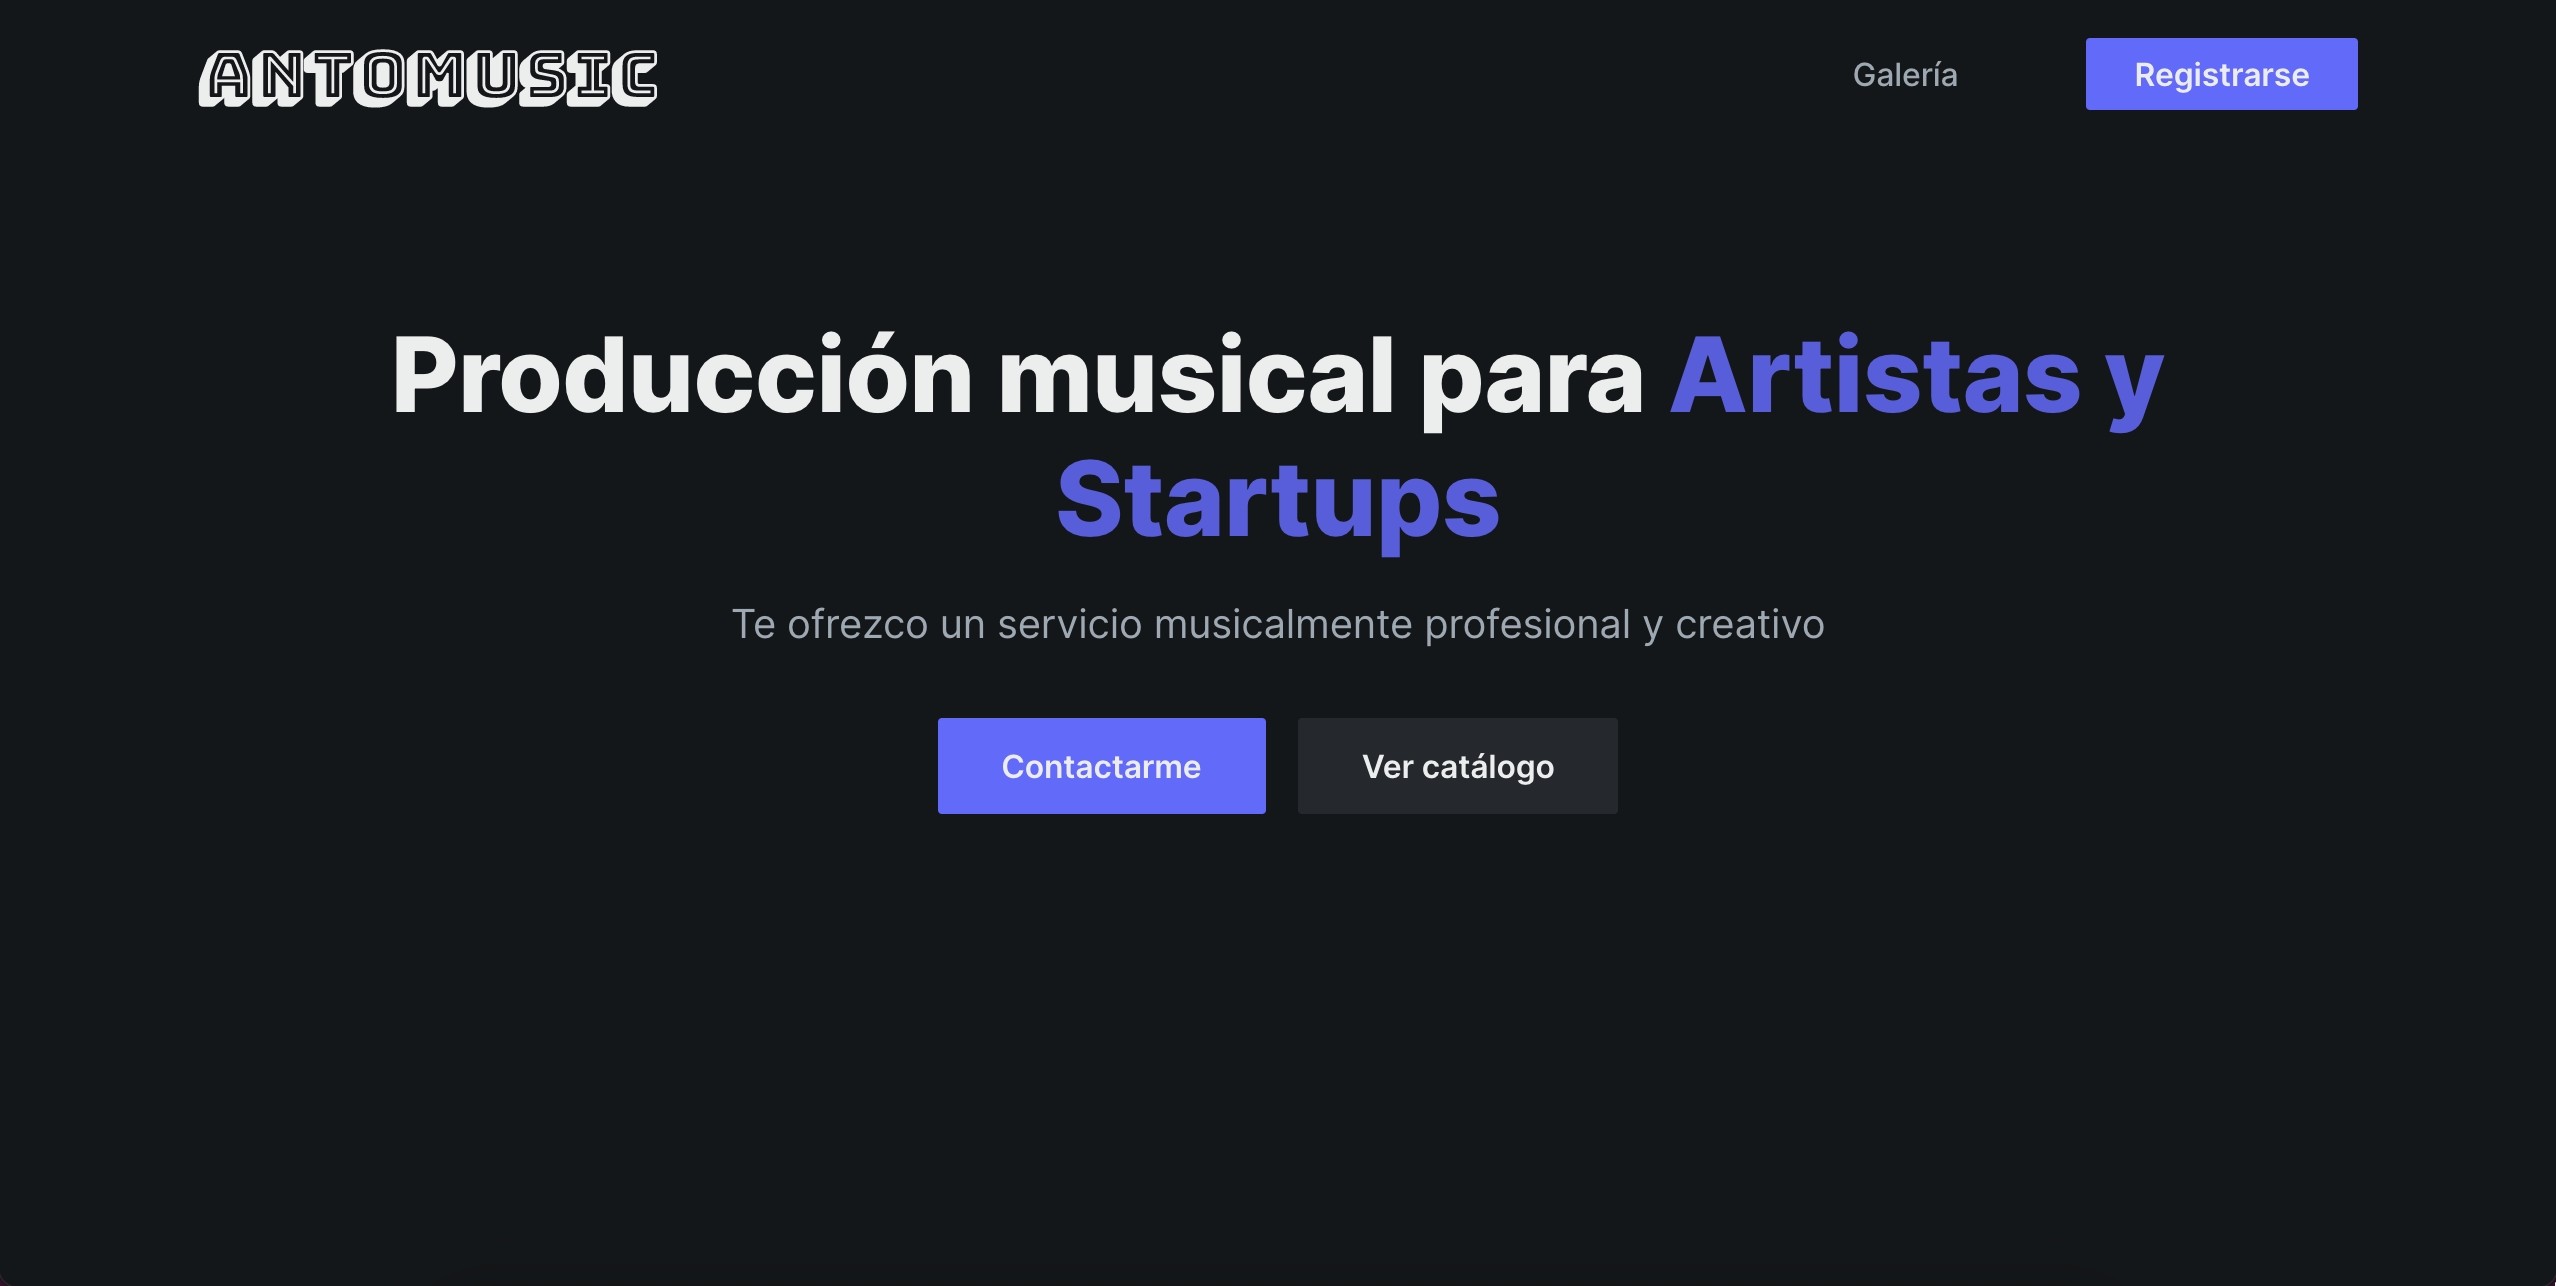 ANTOMUSIC
Galería
Registrarse
Producción musical para Artistas y
Startups
Te ofrezco un servicio musicalmente profesional y creativo
Contactarme
Ver catálogo